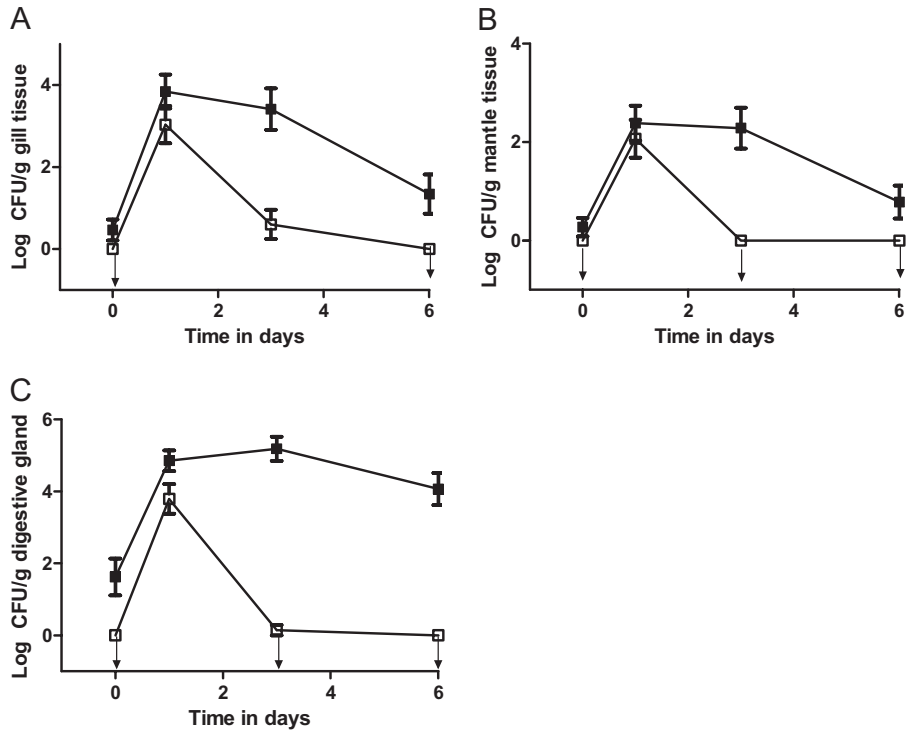 A
Log CFU/g gill tissue
4
2
0
0 2 4 6
Time in days
B
Log CFU/g mantle tissue
4
2
0
0 2 4 6
Time in days
C
Log CFU/g digestive gland
6
4
2
0
0 2 4 6
Time in days